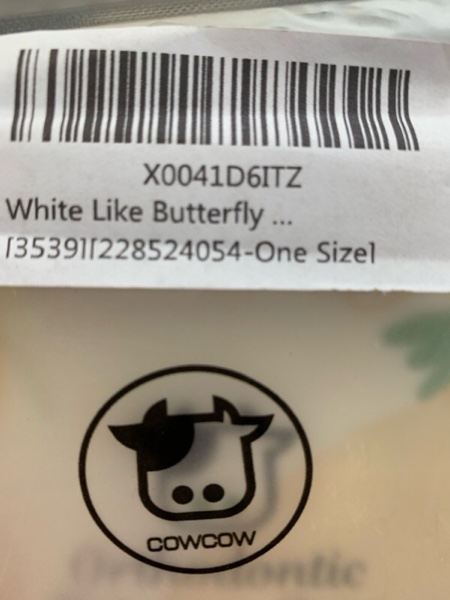 X0041D6ITZ
White Like Butterfly ...
[3539][228524054-One Size]
COWCOW